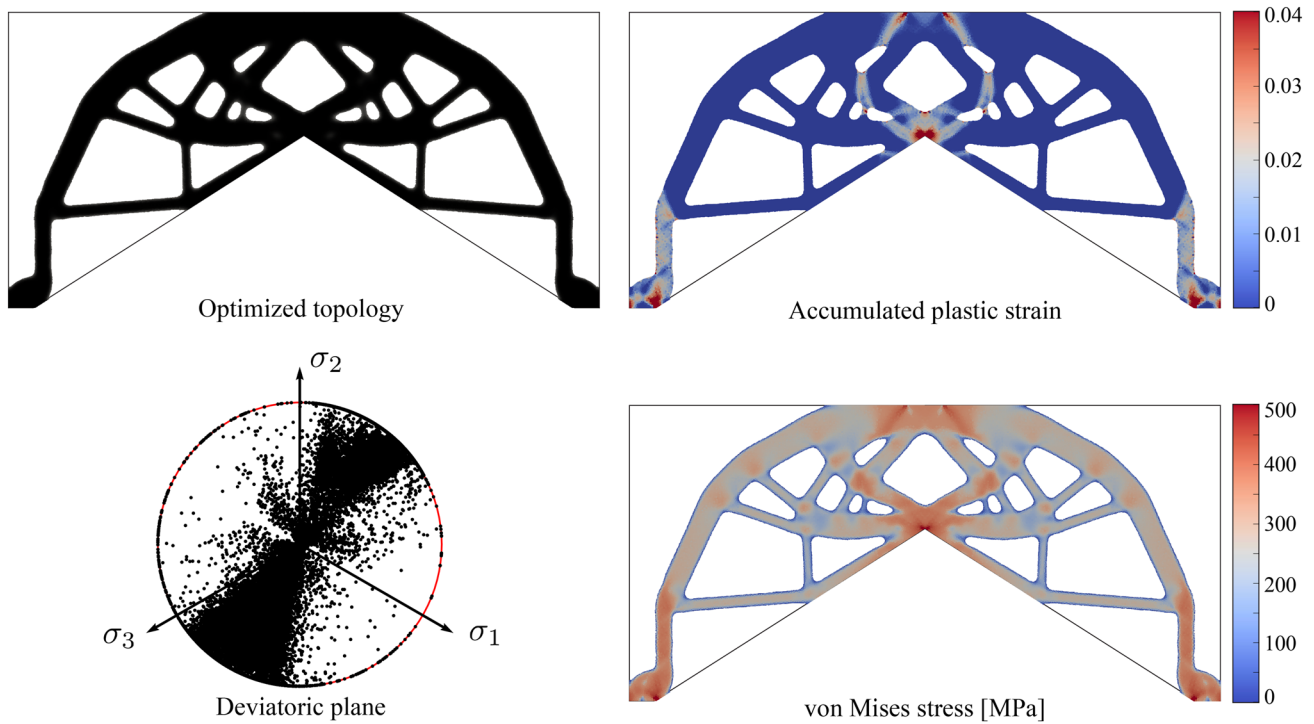 0.04
0.03
0.02
0.01
0
Optimized topology
Accumulated plastic strain
σ2
σ3
σ1
Deviatoric plane
500
400
300
200
100
0
von Mises stress [MPa]